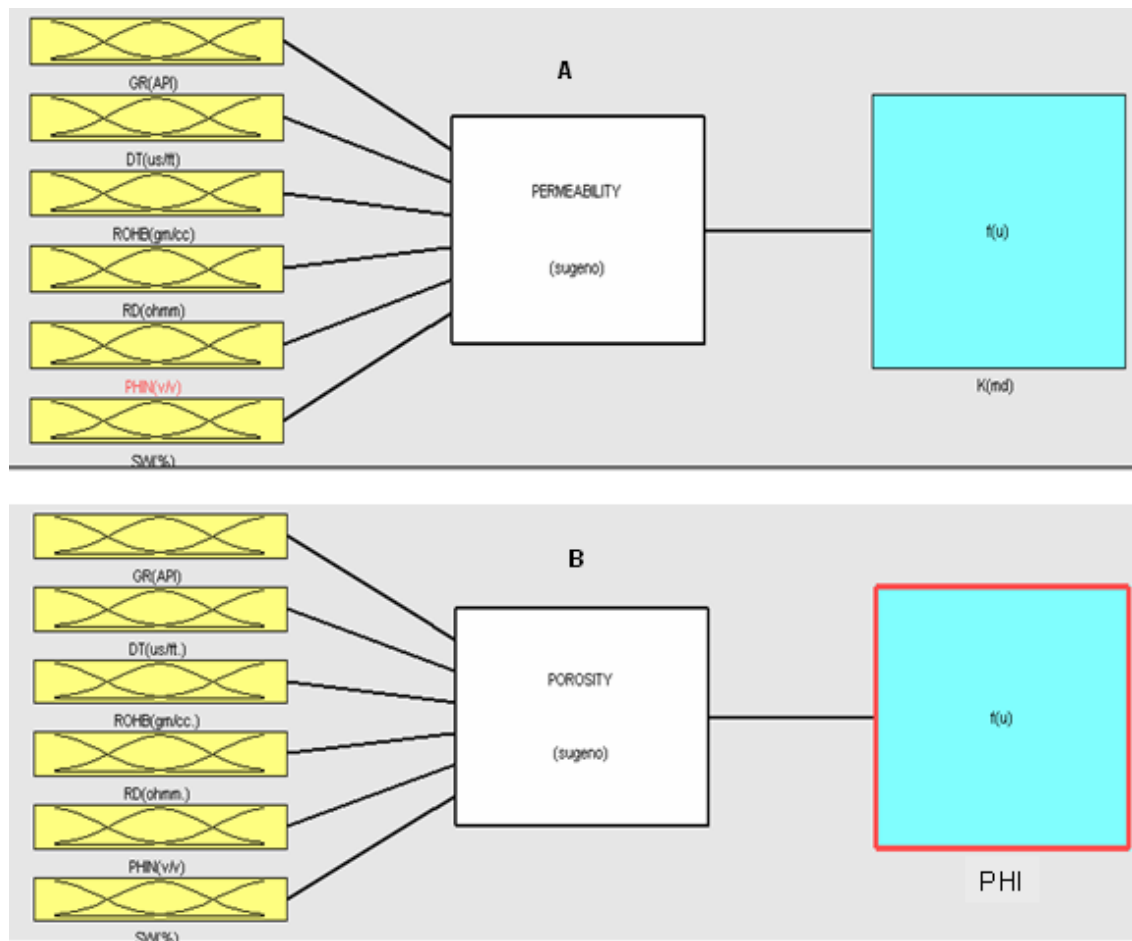 A
GR(API)
DT(us/ft)
ROHB(gm/cc)
RD(ohmm)
PHIN(v/v)
SW(%)
PERMEABILITY
(sugeno)
f(u)
K(md)
B
GR(API)
DT(us/ft.)
ROHB(gm/cc.)
RD(ohmm.)
PHIN(v/v)
SW(%)
POROSITY
(sugeno)
f(u)
PHI